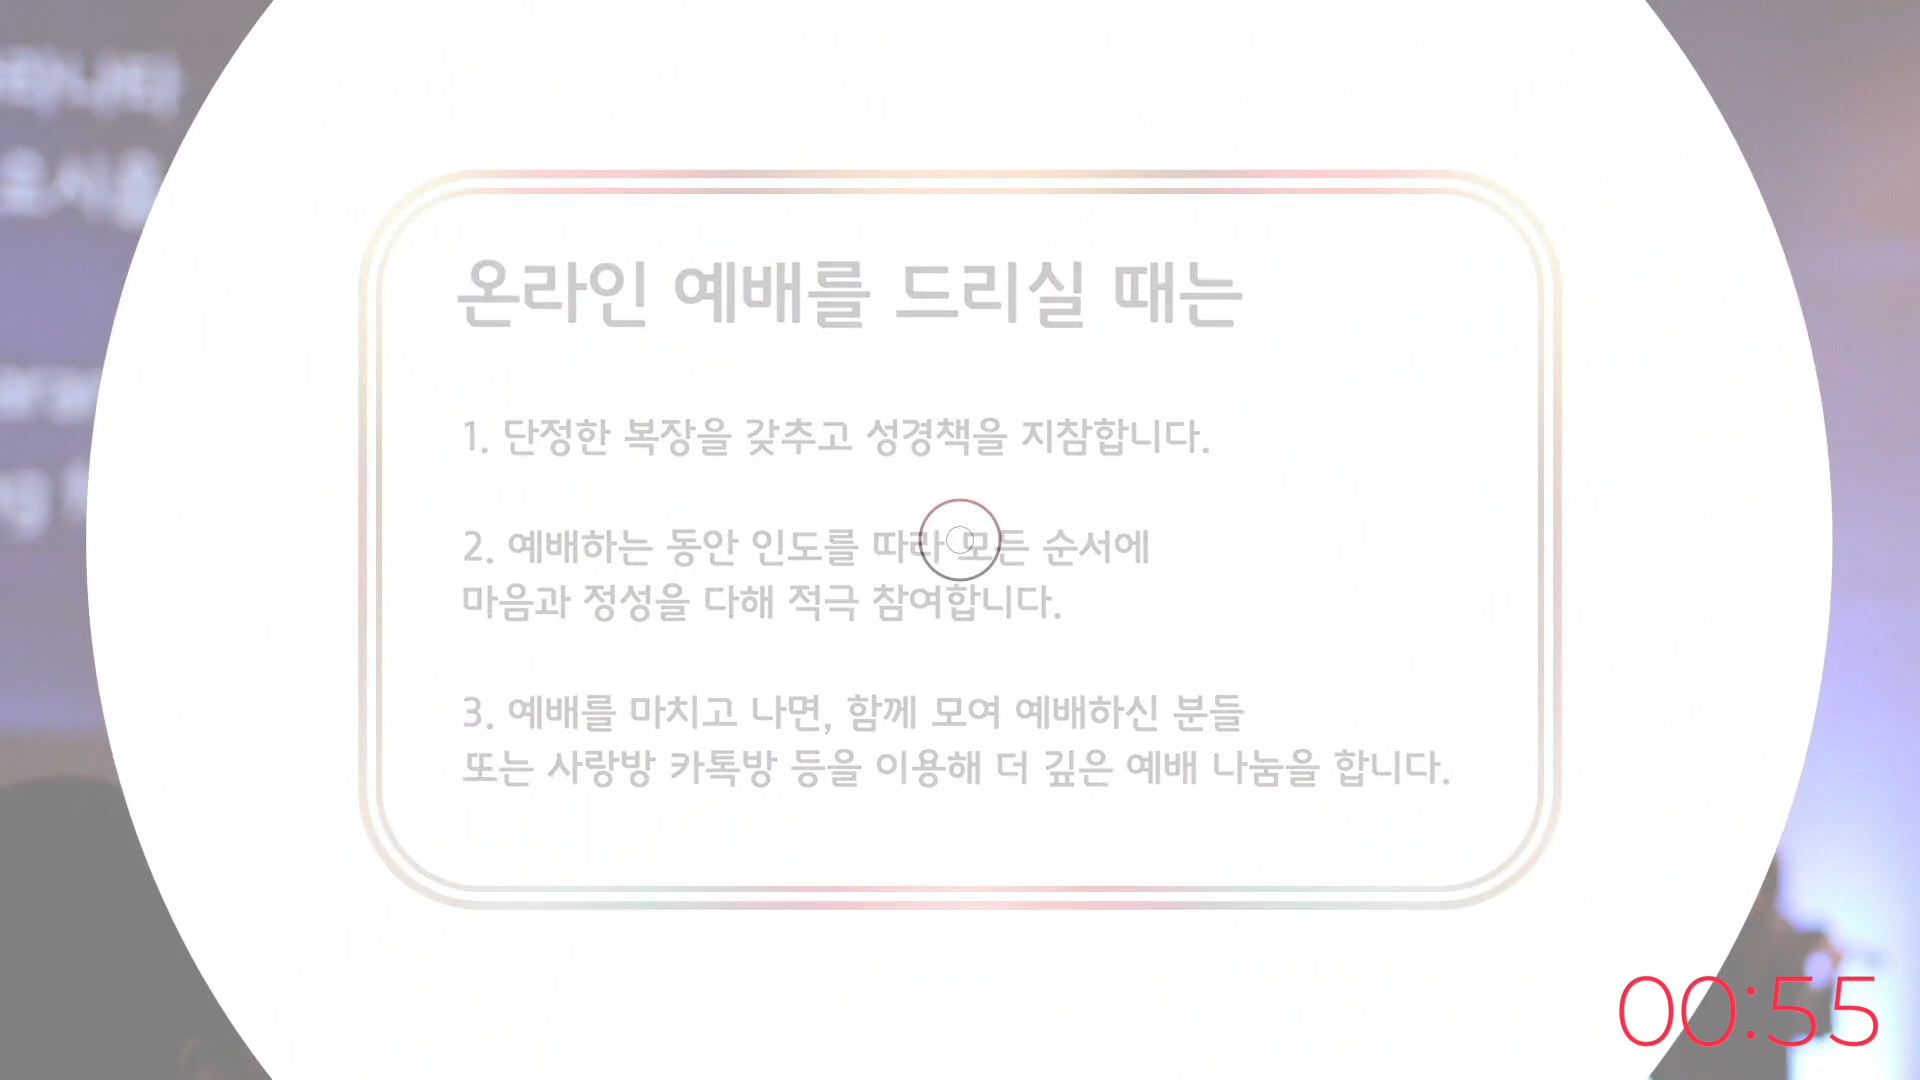 온라인 예배를 드리실 때는
1. 단정한 복장을 갖추고 성경책을 지참합니다.
2. 예배하는 동안 인도를 따라 모든 순서에
마음과 정성을 다해 적극 참여합니다.
3. 예배를 마치고 나면, 함께 모여 예배하신 분들
또는 사랑방 카톡방 등을 이용해 더 깊은 예배 나눔을 합니다.
00:55